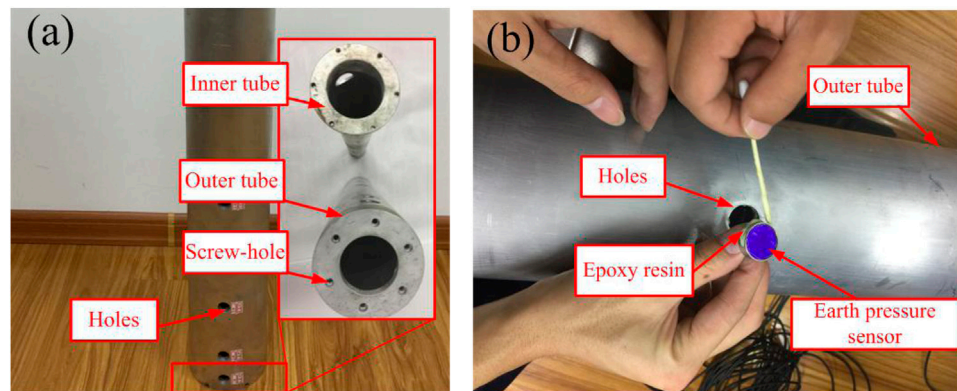 (a)
Inner tube
Outer tube
Screw-hole
Holes
(b)
Outer tube
Holes
Epoxy resin
Earth pressure
sensor